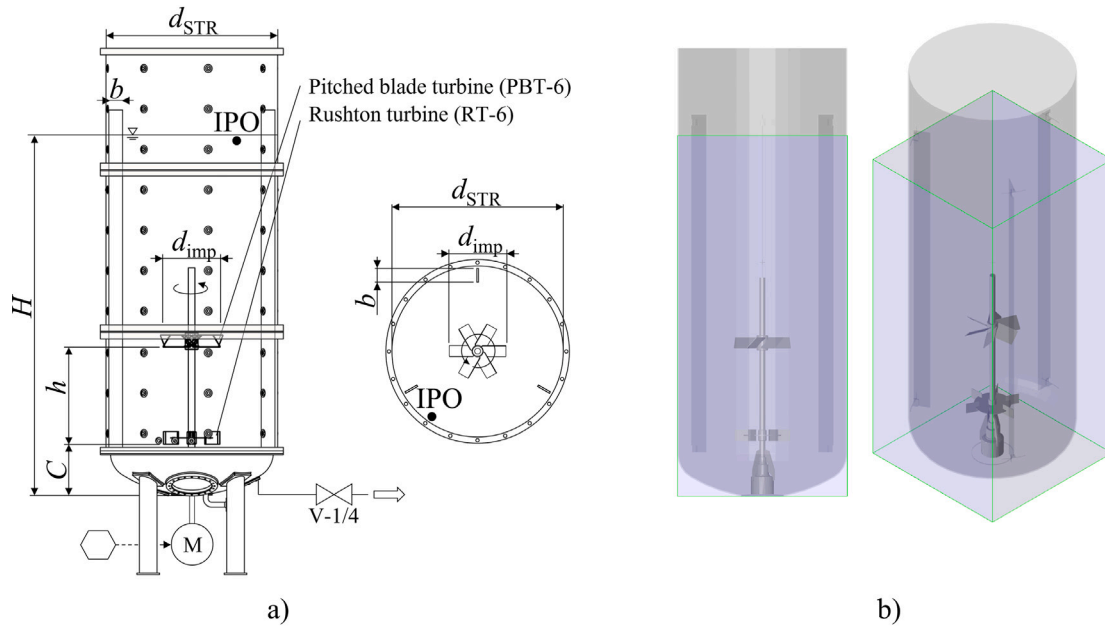 d_STR
b
Pitched blade turbine (PBT-6)
Rushton turbine (RT-6)
IPO
d_STR
d_imp
d_imp
b
H
h
IPO
C
V-1/4
M
a)
b)